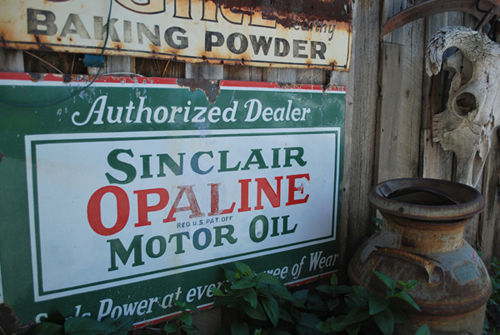 BAKING POWDER
Authorized Dealer
SINCLAIR
OPALINE
REG. U.S. PAT. OFF.
MOTOR OIL
Power at every of Wear